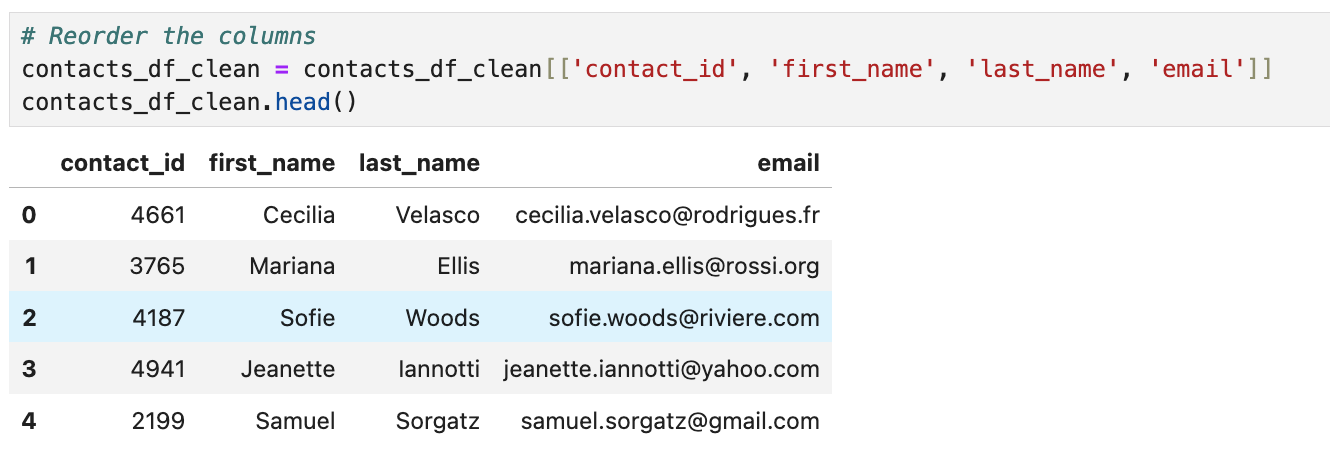 # Reorder the columns
contacts_df_clean = contacts_df_clean[['contact_id', 'first_name', 'last_name', 'email']]
contacts_df_clean.head()
contact_id first_name last_name email
0 4661 Cecilia Velasco cecilia.velasco@rodrigues.fr
1 3765 Mariana Ellis mariana.ellis@rossi.org
2 4187 Sofie Woods sofie.woods@riviere.com
3 4941 Jeanette Iannotti jeanette.iannotti@yahoo.com
4 2199 Samuel Sorgatz samuel.sorgatz@gmail.com